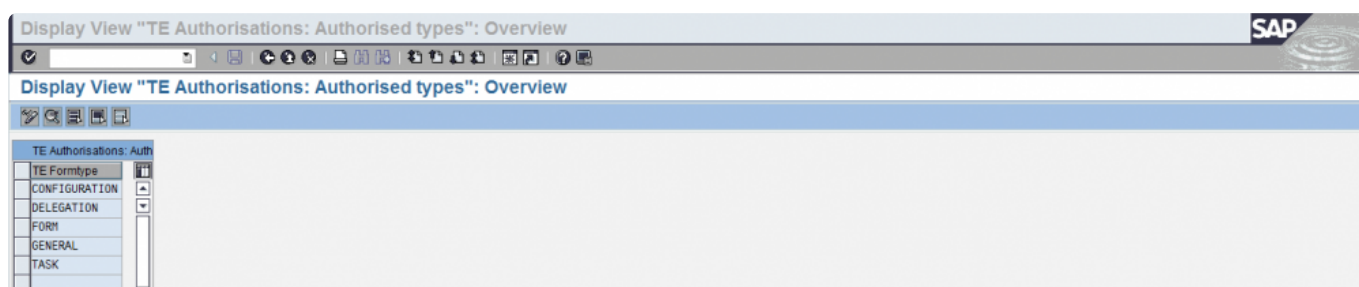 Display View "TE Authorisations: Authorised types": Overview
SAP
Display View "TE Authorisations: Authorised types": Overview
TE Authorisations: Auth
TE Formtype
CONFIGURATION
DELEGATION
FORM
GENERAL
TASK